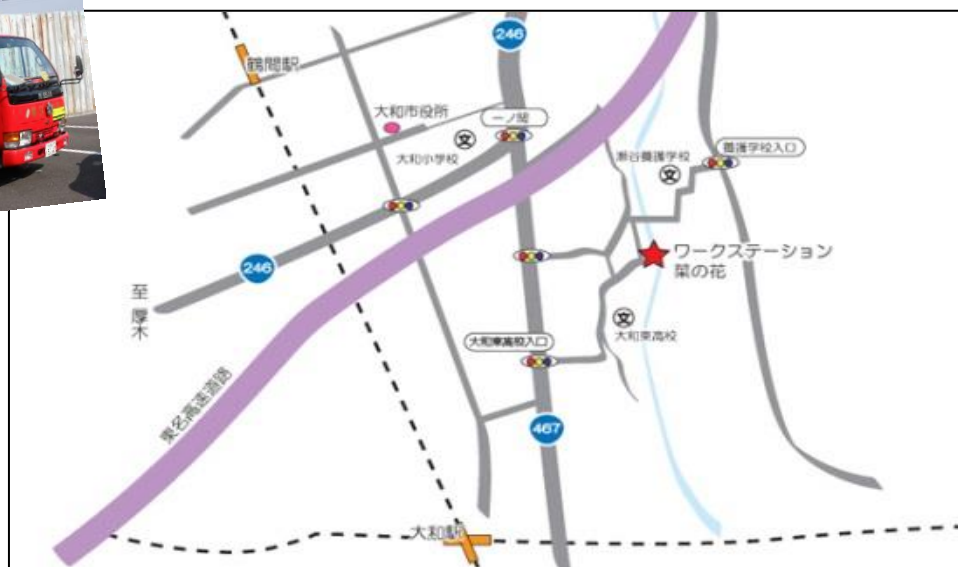 246
鶴間駅
大和市役所
一ノ関
大和小学校
文
瀬谷養護学校
文
養護学校入口
246
ワークステーション
菜の花
至
厚木
文
大和東高校
大和東高校入口
東名高速道路
467
大和駅